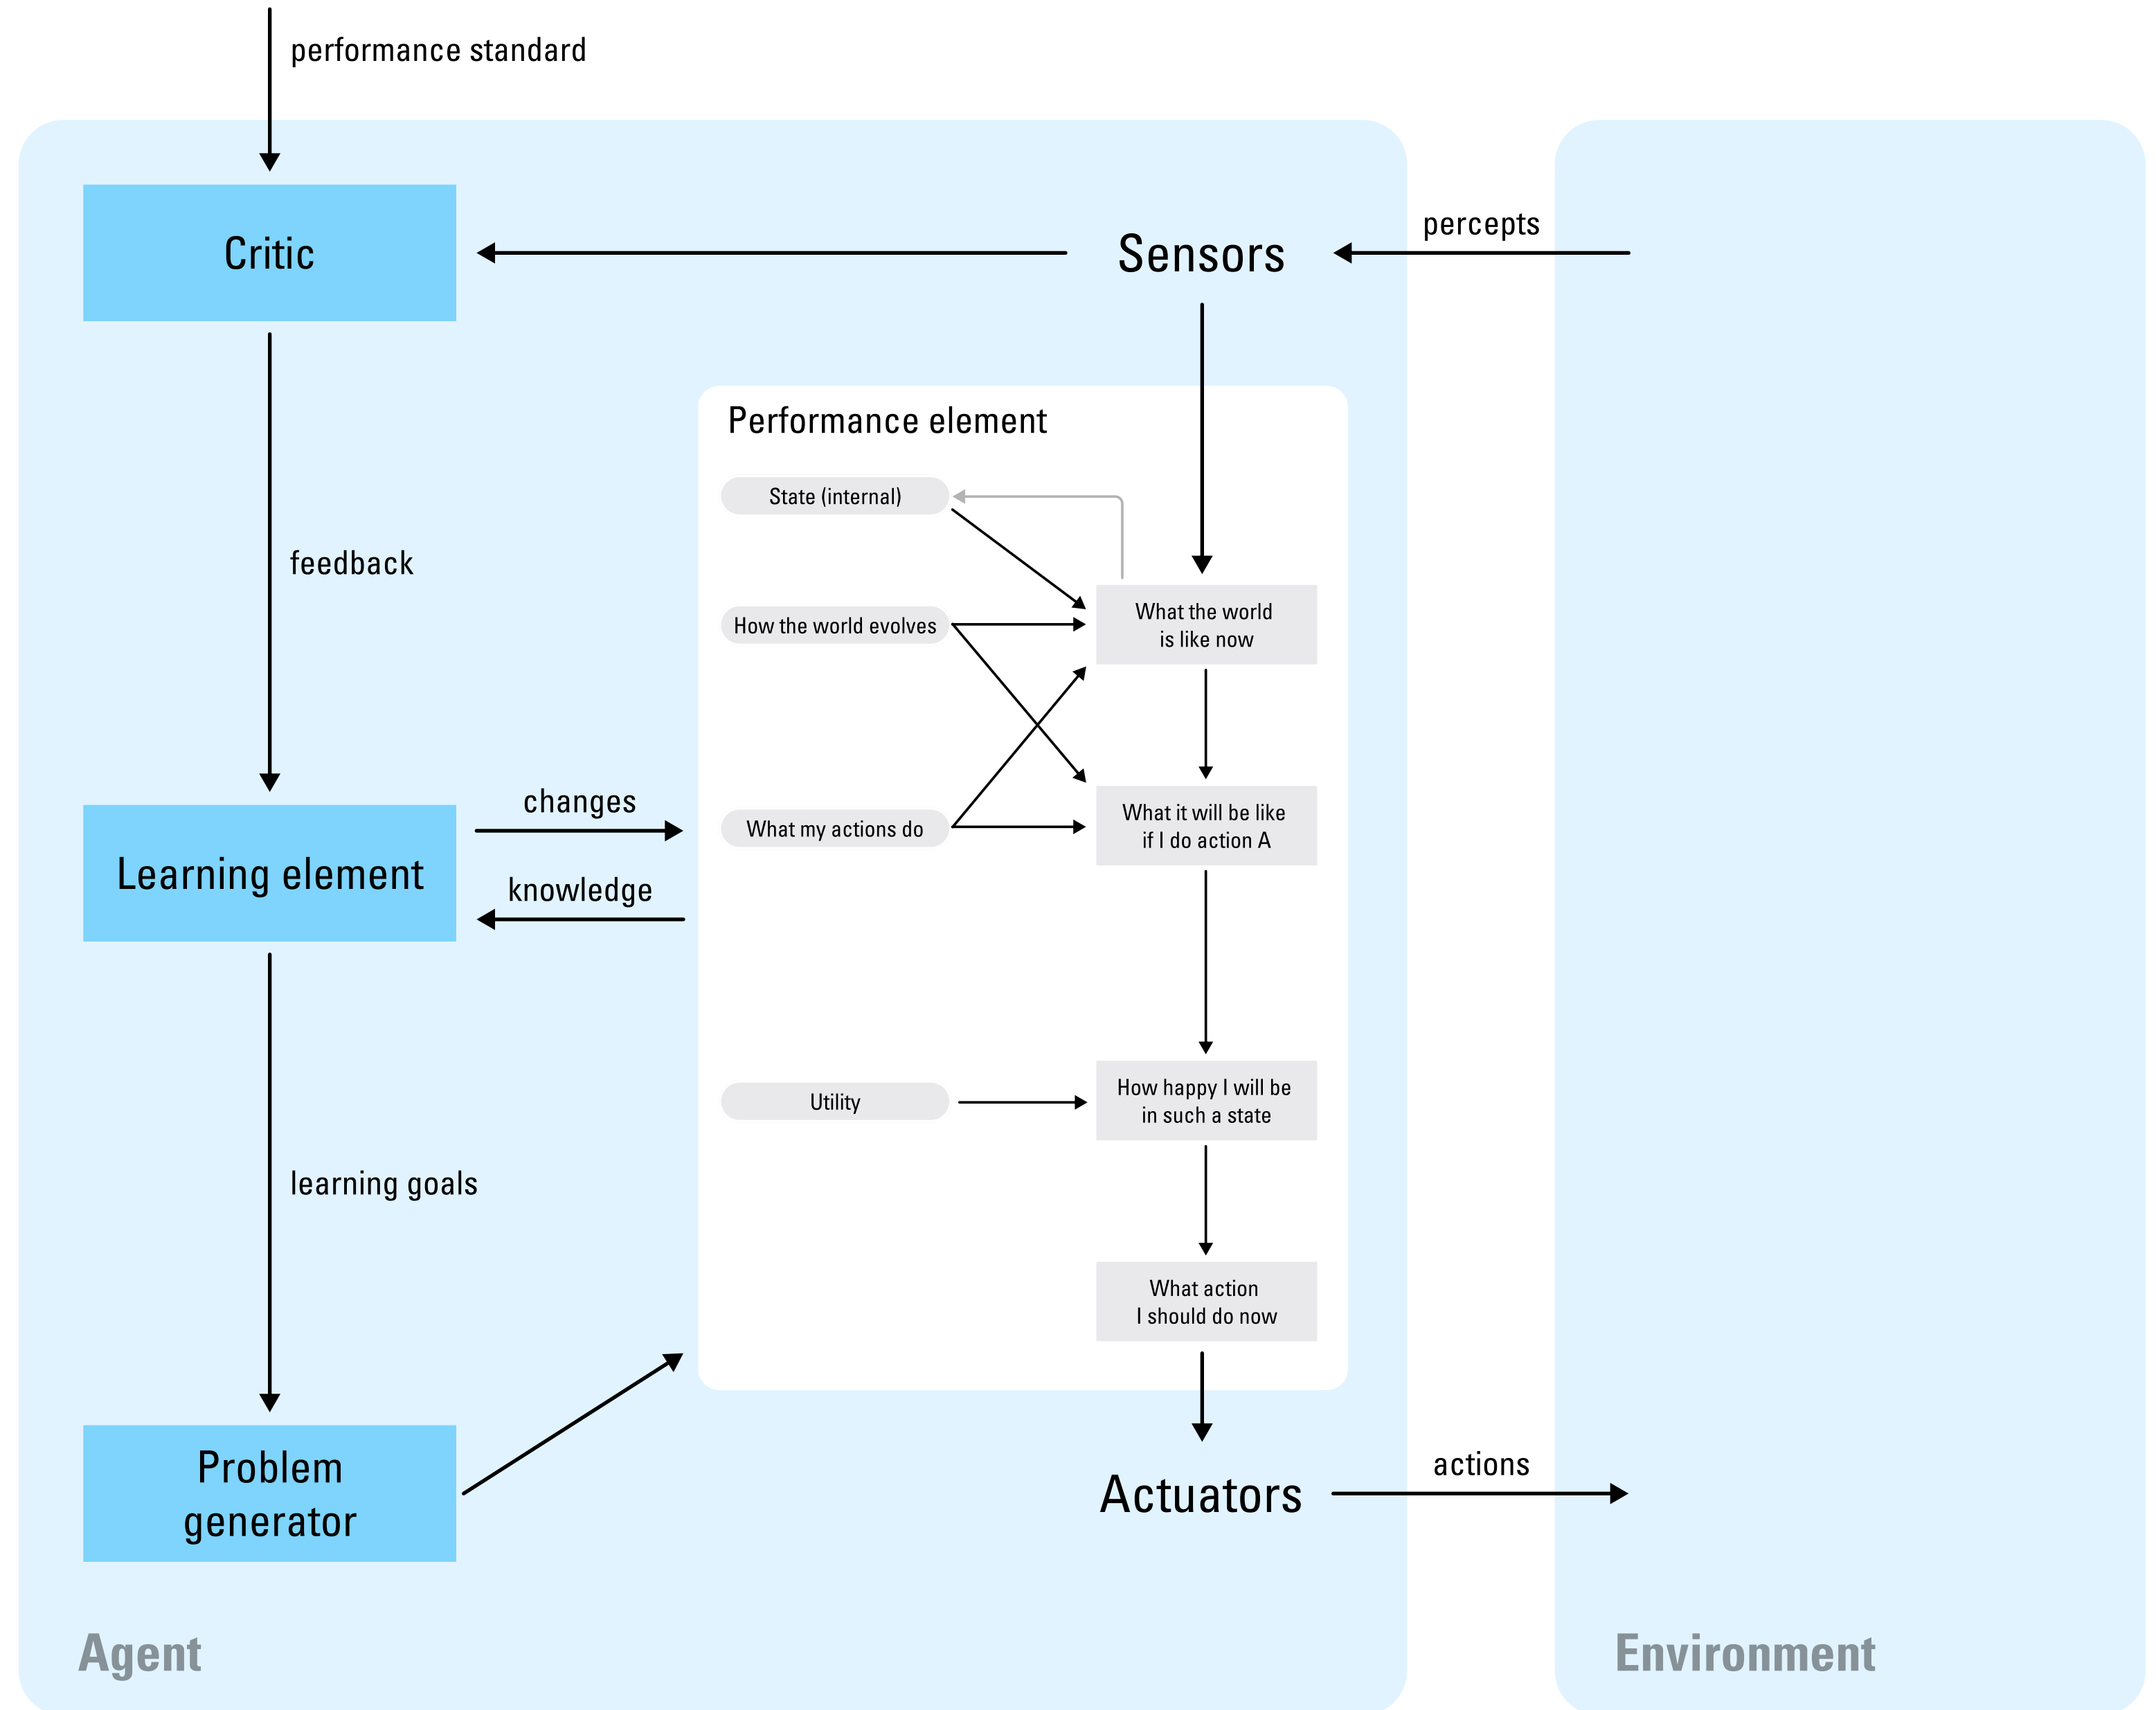 performance standard
Critic
Sensors
percepts
Performance element
State (internal)
feedback
How the world evolves
What the world
is like now
changes
What my actions do
What it will be like
if I do action A
Learning element
knowledge
Utility
How happy I will be
in such a state
learning goals
What action
I should do now
Problem
generator
Actuators
actions
Agent
Environment